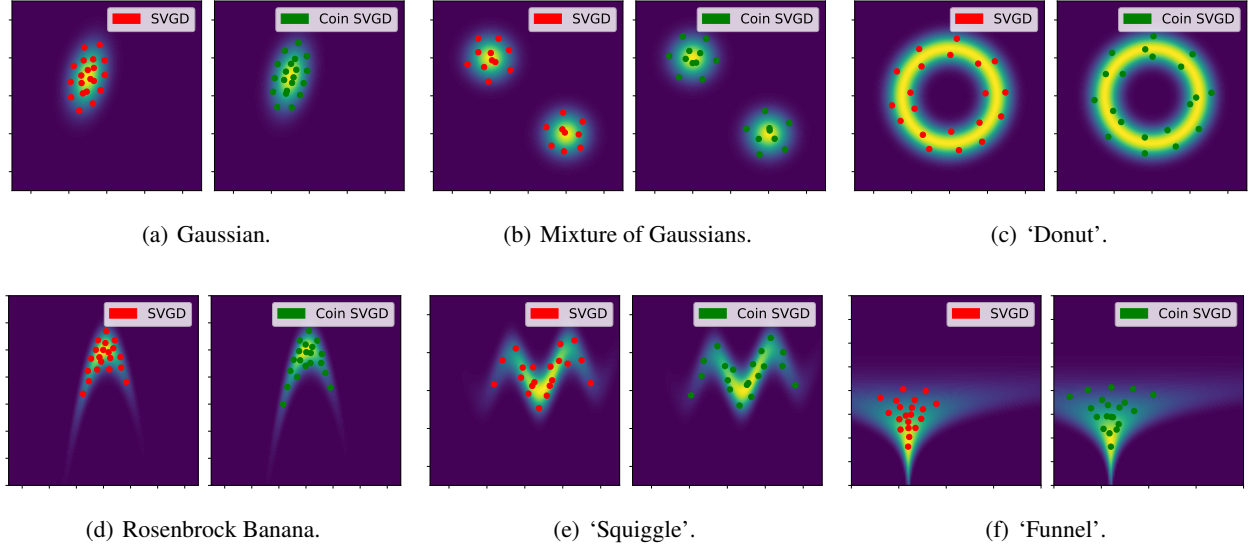 SVGD
Coin SVGD
SVGD
Coin SVGD
SVGD
Coin SVGD
(a) Gaussian.
(b) Mixture of Gaussians.
(c) ‘Donut’.
SVGD
Coin SVGD
SVGD
Coin SVGD
SVGD
Coin SVGD
(d) Rosenbrock Banana.
(e) ‘Squiggle’.
(f) ‘Funnel’.